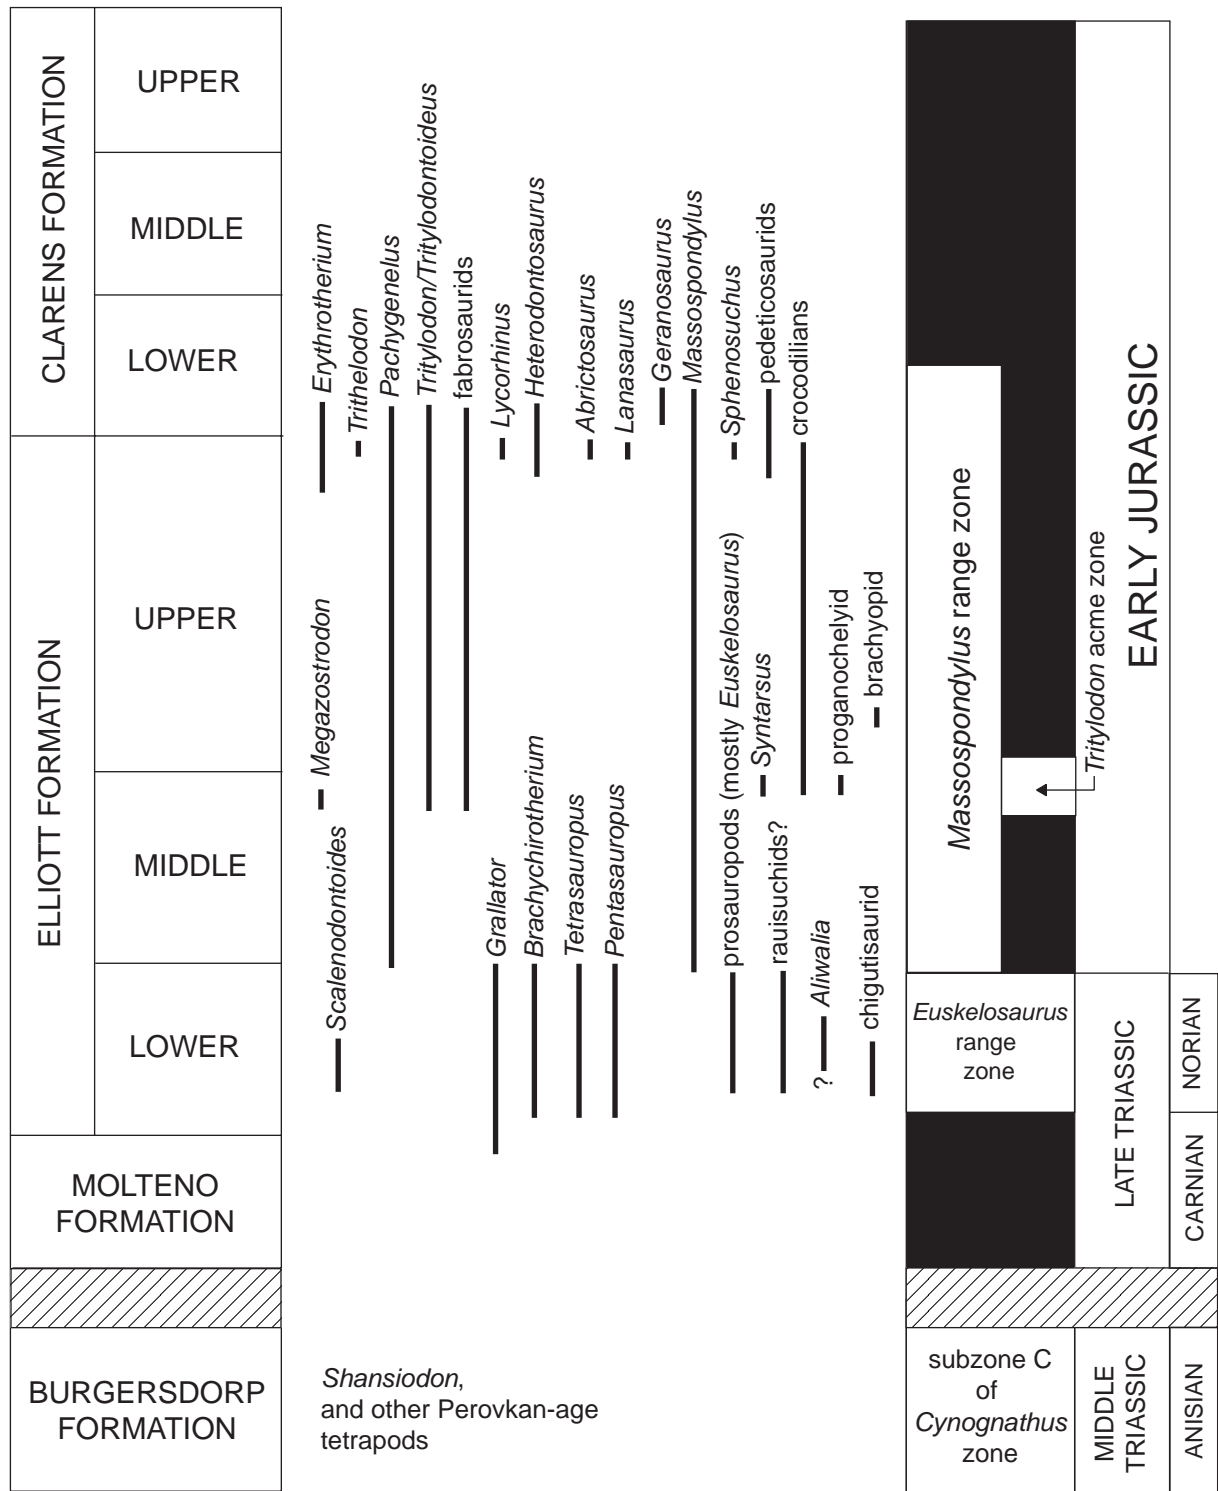 CLARENS FORMATION
UPPER
MIDDLE
LOWER
ELLIOTT FORMATION
UPPER
MIDDLE
LOWER
MOLTENO
FORMATION
BURGERSDORP
FORMATION
Erythrotherium
Trithelodon
Pachygenelus
Tritylodon/Tritylodontoideus
fabrosaurids
Lycorhinus
Heterodontosaurus
Abrictosaurus
Lanasaurus
Geranosaurus
Massospondylus
Sphenosuchus
pedeticosaurids
crocodilians
Megazostrodon
Scalenodontoides
Grallator
Brachychirotherium
Tetrasauropus
Pentasauropus
prosauropods (mostly Euskelosaurus)
Syntarsus
rauisuchids?
proganochelyid
brachyopid
? Aliwalia
chigutisaurid
Shansiodon,
and other Perovkan-age
tetrapods
Massospondylus range zone
Tritylodon acme zone
EARLY JURASSIC
Euskelosaurus
range
zone
LATE TRIASSIC
NORIAN
CARNIAN
subzone C
of
Cynognathus
zone
MIDDLE
TRIASSIC
ANISIAN